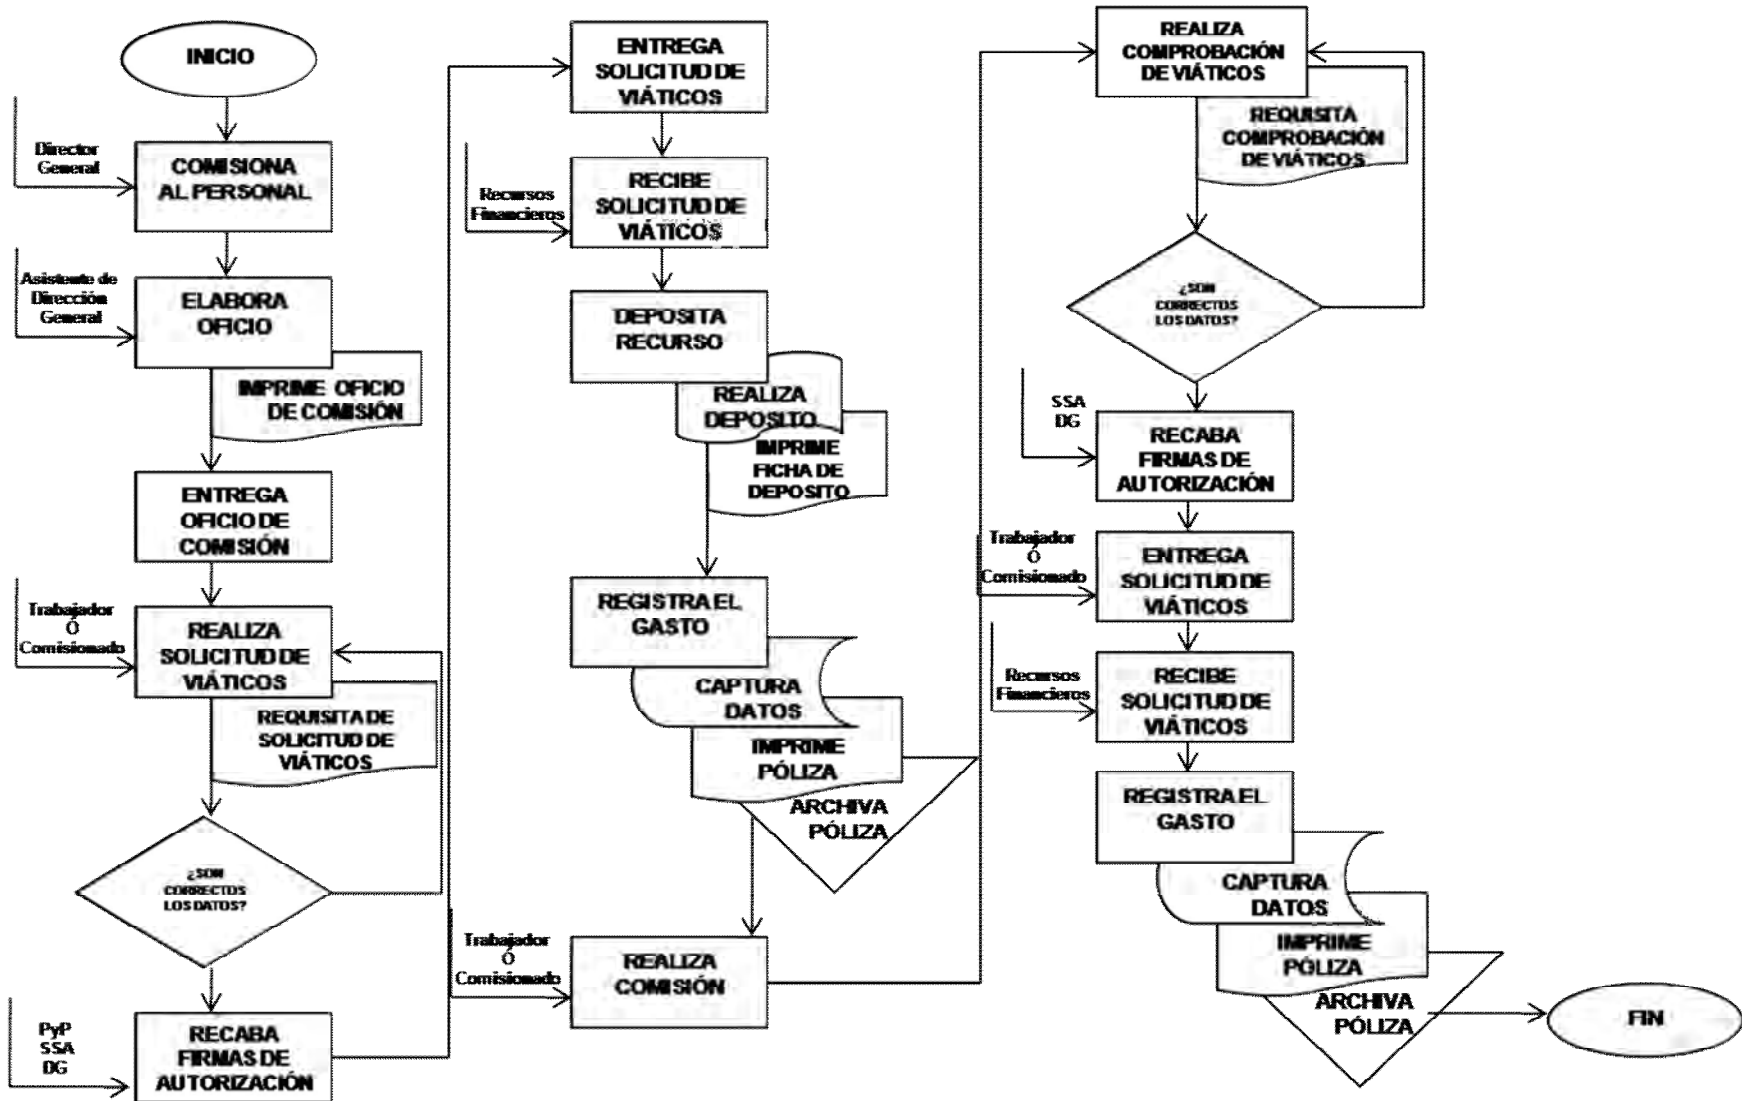 INICIO
Director
General
COMISIONA
AL PERSONAL
Asistente de
Dirección
General
ELABORA
OFICIO
IMPRIME OFICIO
DE COMISIÓN
ENTREGA
OFICIO DE
COMISIÓN
Trabajador
Ó
Comisionado
REALIZA
SOLICITUD DE
VIÁTICOS
REQUISITA DE
SOLICITUD DE
VIÁTICOS
¿SON
CORRECTOS
LOS DATOS?
PyP
SSA
DG
RECABA
FIRMAS DE
AUTORIZACIÓN
ENTREGA
SOLICITUD DE
VIÁTICOS
Recursos
Financieros
RECIBE
SOLICITUD DE
VIÁTICOS
DEPOSITA
RECURSO
REALIZA
DEPOSITO
IMPRIME
FICHA DE
DEPOSITO
REGISTRA EL
GASTO
CAPTURA
DATOS
IMPRIME
PÓLIZA
ARCHIVA
PÓLIZA
Trabajador
Ó
Comisionado
REALIZA
COMISIÓN
REALIZA
COMPROBACIÓN
DE VIÁTICOS
REQUISITA
COMPROBACIÓN
DE VIÁTICOS
¿SON
CORRECTOS
LOS DATOS?
SSA
DG
RECABA
FIRMAS DE
AUTORIZACIÓN
Trabajador
Ó
Comisionado
ENTREGA
SOLICITUD DE
VIÁTICOS
Recursos
Financieros
RECIBE
SOLICITUD DE
VIÁTICOS
REGISTRA EL
GASTO
CAPTURA
DATOS
IMPRIME
PÓLIZA
ARCHIVA
PÓLIZA
FIN